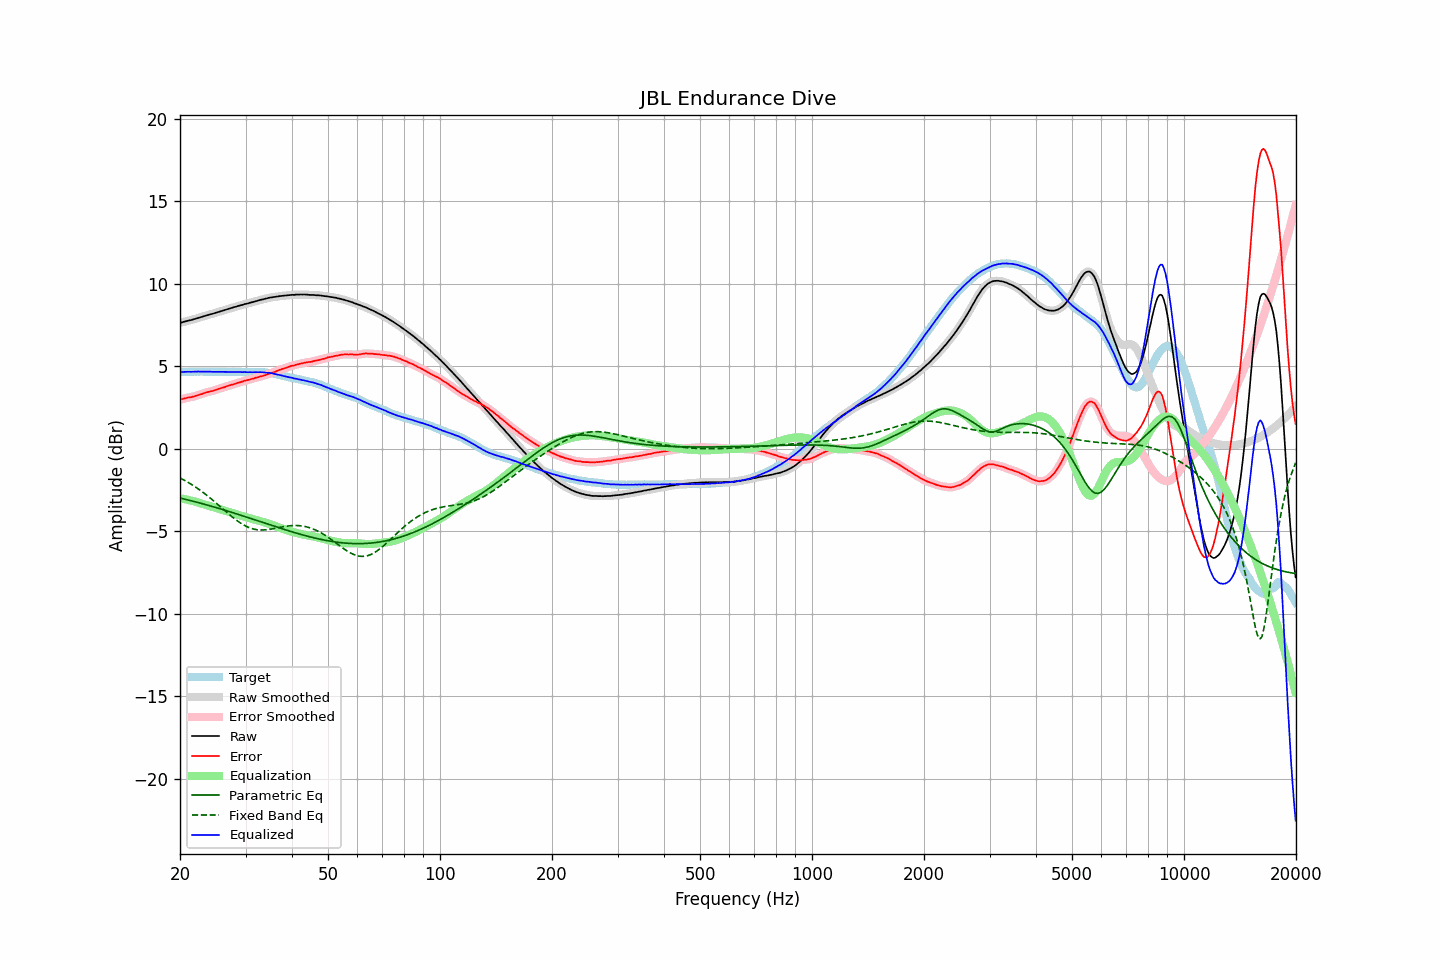 JBL Endurance Dive
20
15
10
5
0
−5
−10
−15
−20
Amplitude (dBr)
Target
Raw Smoothed
Error Smoothed
Raw
Error
Equalization
Parametric Eq
Fixed Band Eq
Equalized
20 50 100 200 500 1000 2000 5000 10000 20000
Frequency (Hz)